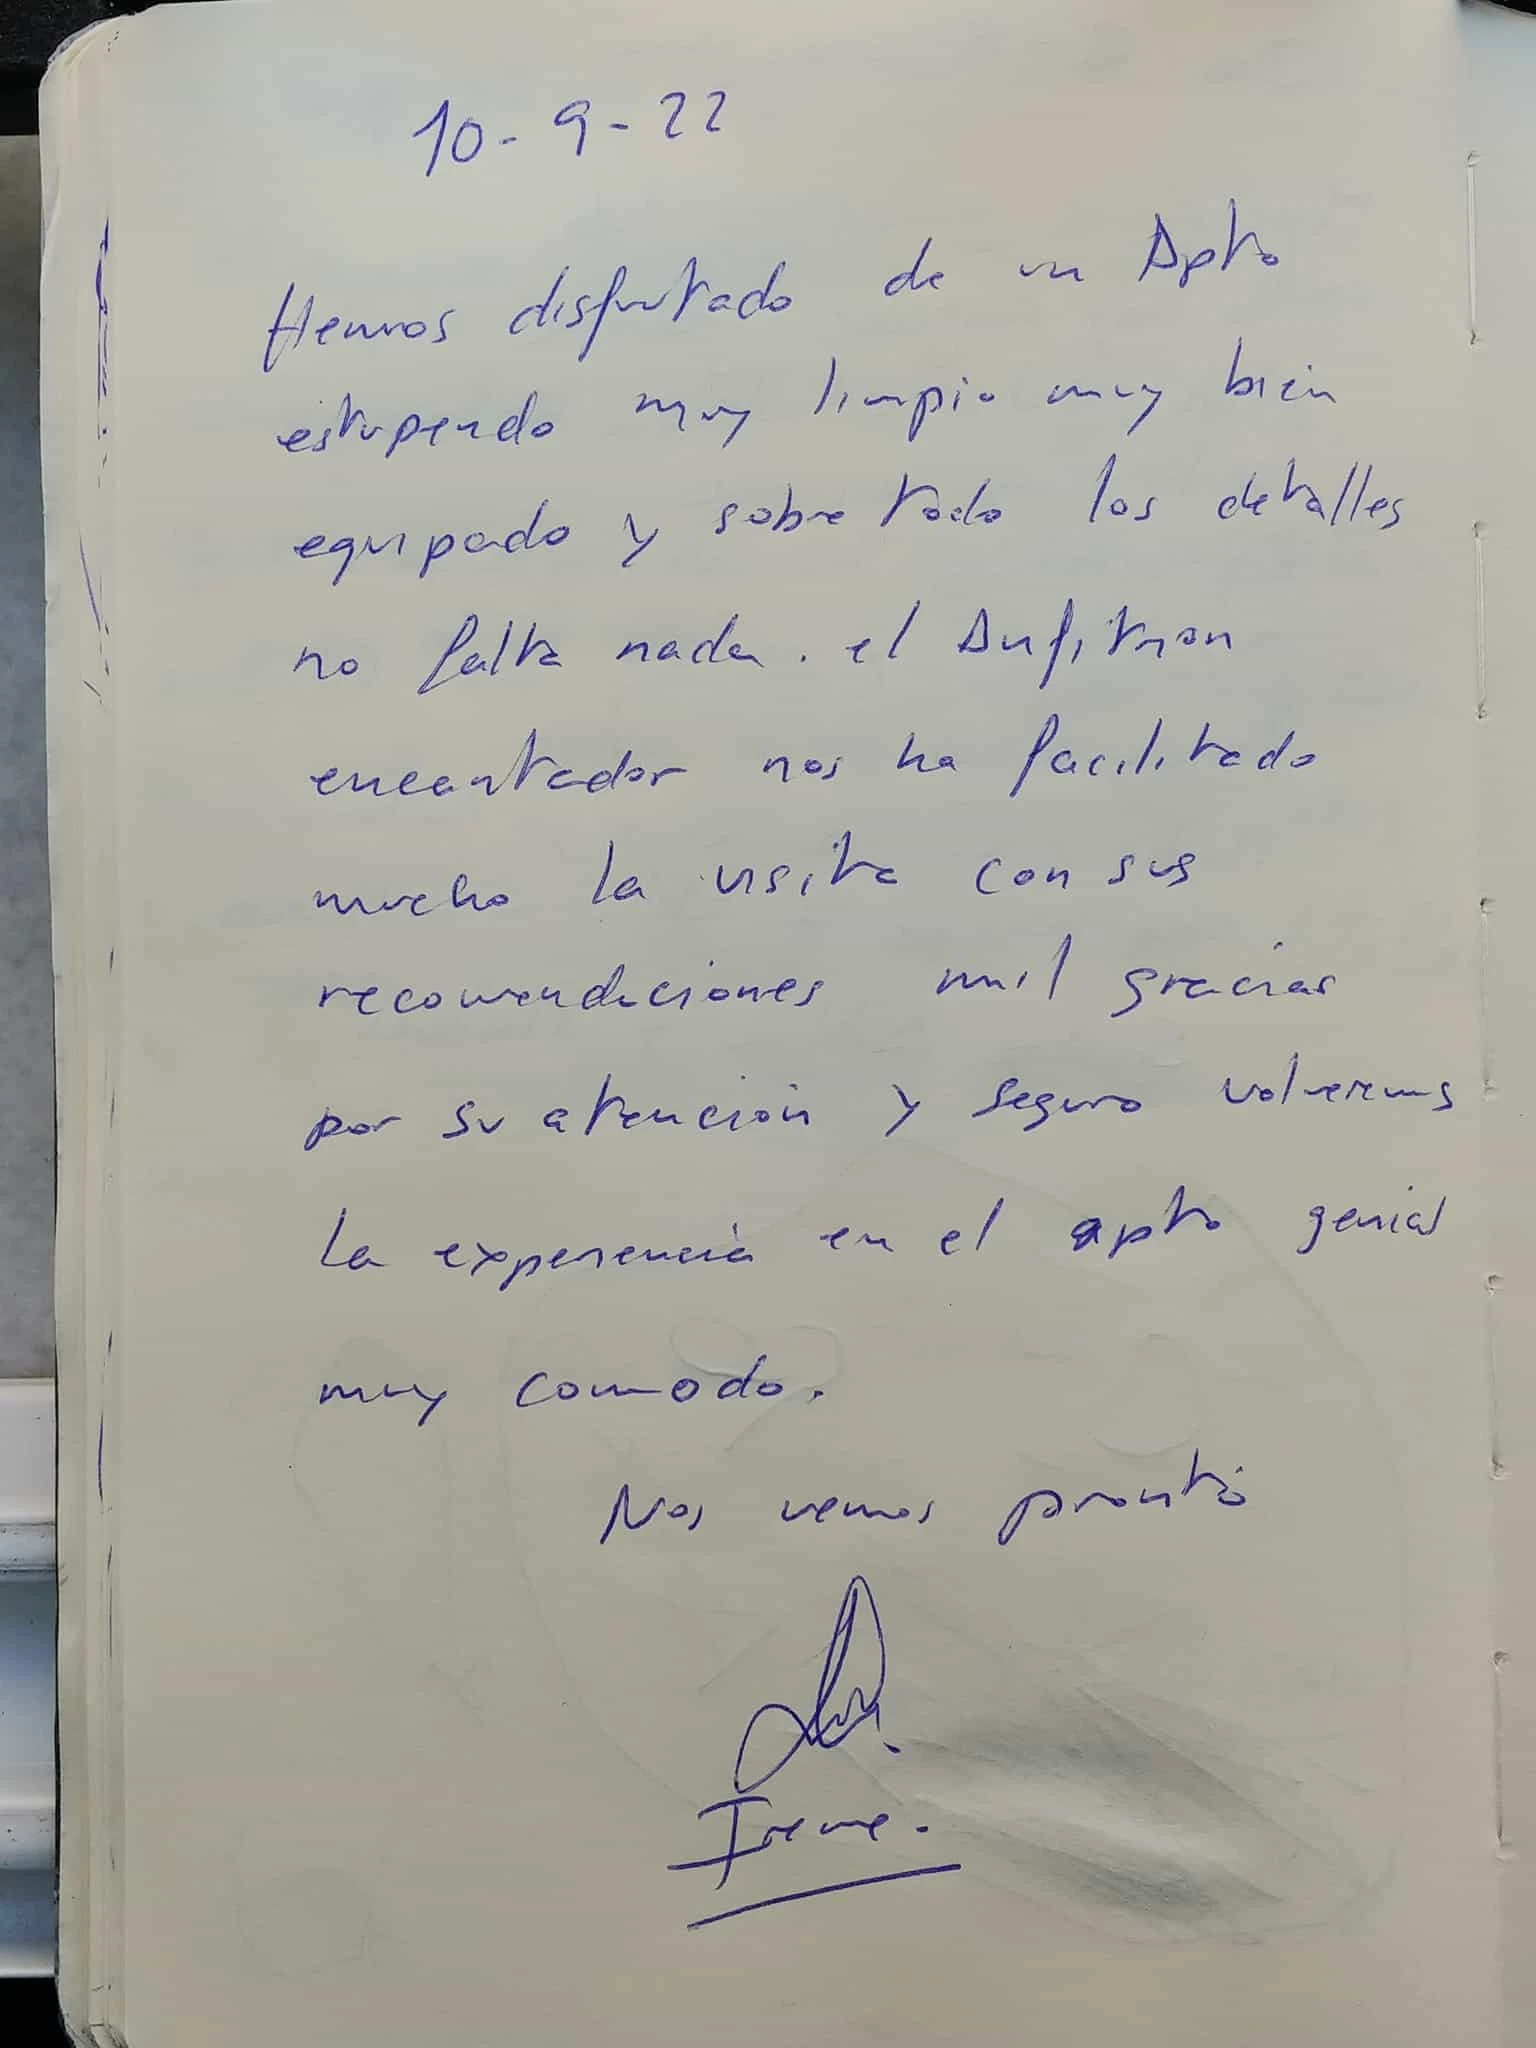 10-9-22
Hemos disfrutado de un Apto
estupendo muy limpio muy bien
equipado y sobre todo los detalles
no falta nada. el Anfitrion
encantador nos ha facilitado
mucho la visita con sus
recomendaciones mil gracias
por su atención y seguro volveremos
la experiencia en el apto genial
muy comodo.
Nos vemos pronto
Irene.